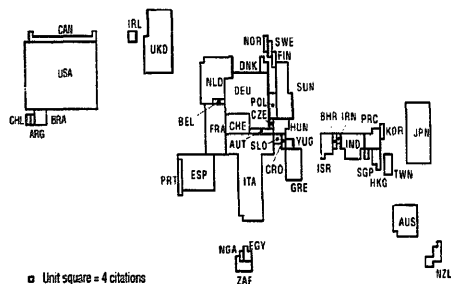 CAN
USA
CHL
ARG
BRA
IRL
UKD
NOR
SWE
FIN
DNK
NLD
DEU
SUN
POL
CZE
BEL
FRA
CHE
HUN
AUT
SLO
YUG
CRO
PRT
ESP
ITA
GRE
BHR
IRN
PRC
KOR
JPN
IND
ISR
SGP
HKG
TWN
AUS
NZL
NGA
EGY
ZAF
Unit square = 4 citations